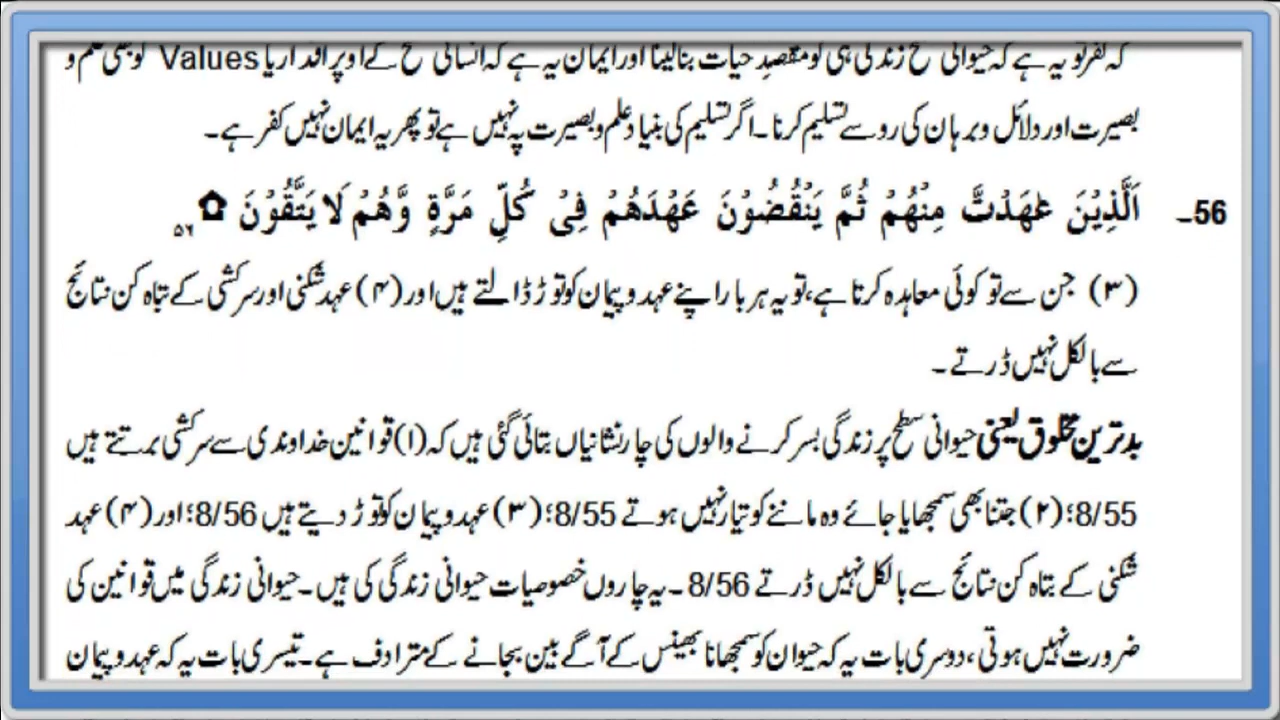 کہ کفر تو یہ ہے کہ حیوانی سطح زندگی ہی کو مقصدِ حیات بنا لینا اور ایمان یہ ہے کہ انسانی سطح کے اوپر اقدار یا Values کو بھی علم و
بصیرت اور دلائل و برہان کی رو سے تسلیم کرنا ۔ اگر تسلیم کی بنیاد علم و بصیرت پہ نہیں ہے تو پھر یہ ایمان نہیں کفر ہے ۔
56۔ اَلَّذِیْنَ عٰهَدْتَّ مِنْهُمْ ثُمَّ یَنْقُضُوْنَ عَهْدَهُمْ فِیْ كُلِّ مَرَّةٍ وَّهُمْ لَا یَتَّقُوْنَ ۵۶
(۳) جن سے تو کوئی معاہدہ کرتا ہے، تو یہ ہر بار اپنے عہد و پیمان کو توڑ ڈالتے ہیں اور (۴) عہد شکنی اور سرکشی کے تباہ کن نتائج
سے بالکل نہیں ڈرتے ۔
بدترین مخلوق یعنی حیوانی سطح پر زندگی بسر کرنے والوں کی چار نشانیاں بتائی گئی ہیں کہ (۱) قوانین خداوندی سے سرکشی برتتے ہیں
8/55؛ (۲) جتنا بھی سمجھایا جائے وہ ماننے کو تیار نہیں ہوتے 8/55؛ (۳) عہد و پیمان کو توڑ دیتے ہیں 8/56؛ اور (۴) عہد
شکنی کے تباہ کن نتائج سے بالکل نہیں ڈرتے 8/56 ۔ یہ چاروں خصوصیات حیوانی زندگی کی ہیں ۔ حیوانی زندگی میں قوانین کی
ضرورت نہیں ہوتی ، دوسری بات یہ کہ حیوان کو سمجھانا بھینس کے آگے بین بجانے کے مترادف ہے ۔ تیسری بات یہ کہ عہد و پیمان